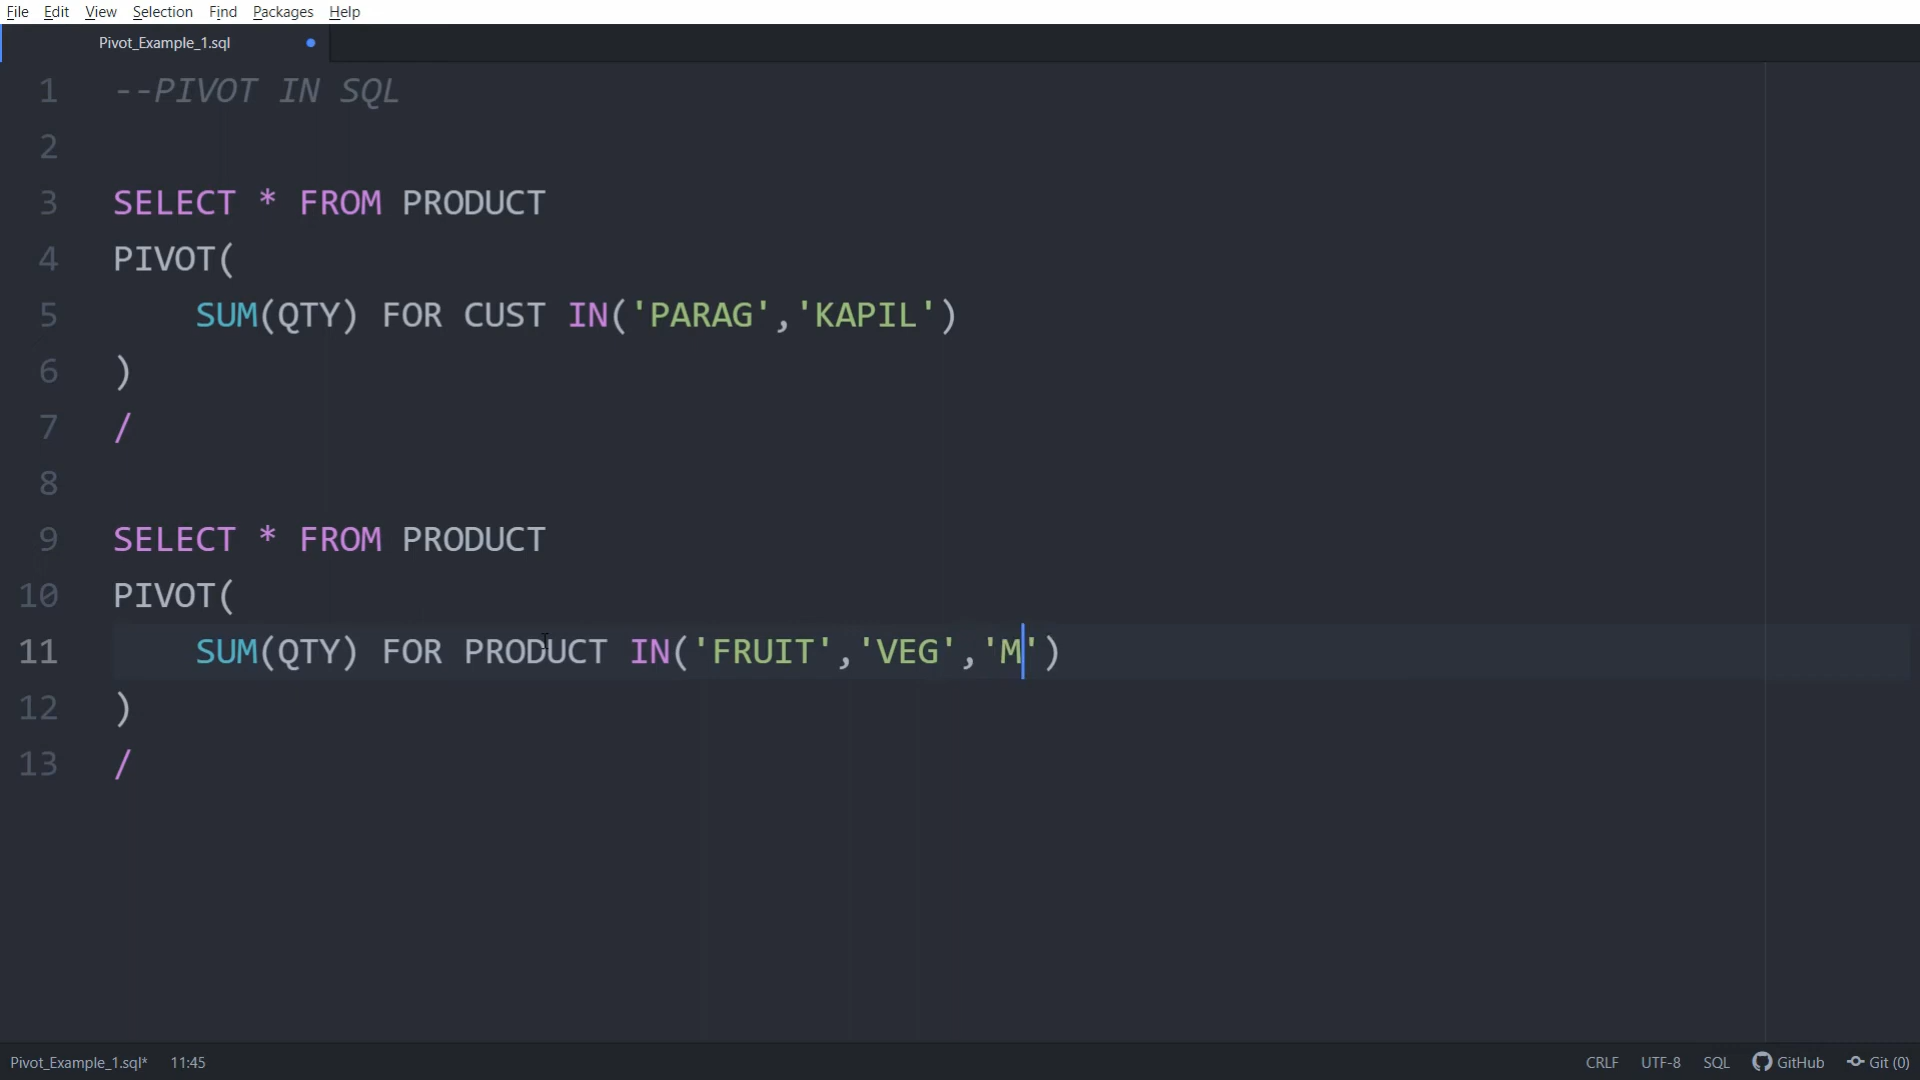 File Edit View Selection Find Packages Help
Pivot_Example_1.sql
1 --PIVOT IN SQL
2
3 SELECT * FROM PRODUCT
4 PIVOT(
5 SUM(QTY) FOR CUST IN('PARAG','KAPIL')
6 )
7 /
8
9 SELECT * FROM PRODUCT
10 PIVOT(
11 SUM(QTY) FOR PRODUCT IN('FRUIT','VEG','M')
12 )
13 /
Pivot_Example_1.sql* 11:45 CRLF UTF-8 SQL GitHub Git (0)